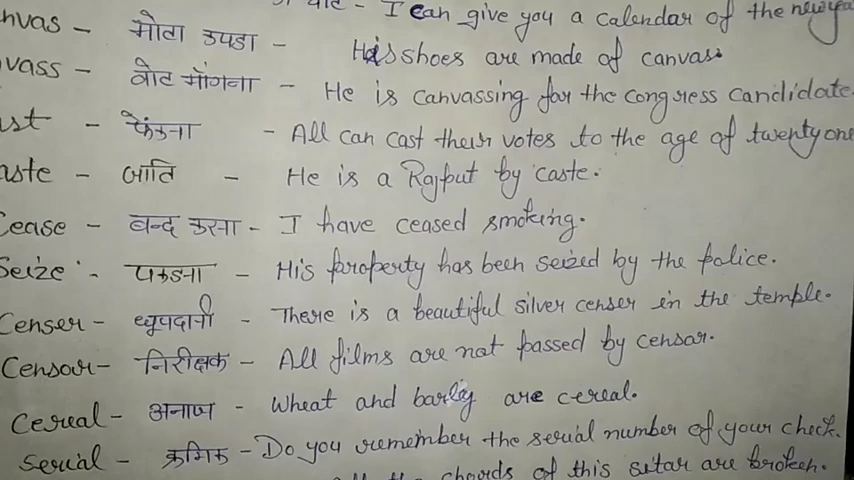 I can give you a calendar of the
nvas - मोटा कपडा - His shoes are made of canvas.
vass - वोट मांगना - He is canvassing for the congress candidate.
ast - फेंकना - All can cast their votes to the age of twenty one
aste - जाति - He is a Rajput by caste.
Cease - बन्द करना - I have ceased smoking.
Seize - पकडना - His property has been seized by the police.
Censer - धूपदानी - There is a beautiful silver censer in the temple.
Censor - निरीक्षक - All films are not passed by censor.
Cereal - अनाज - Wheat and barley are cereal.
Serial - क्रमिक - Do you remember the serial number of your check.
chords of this sitar are broken.